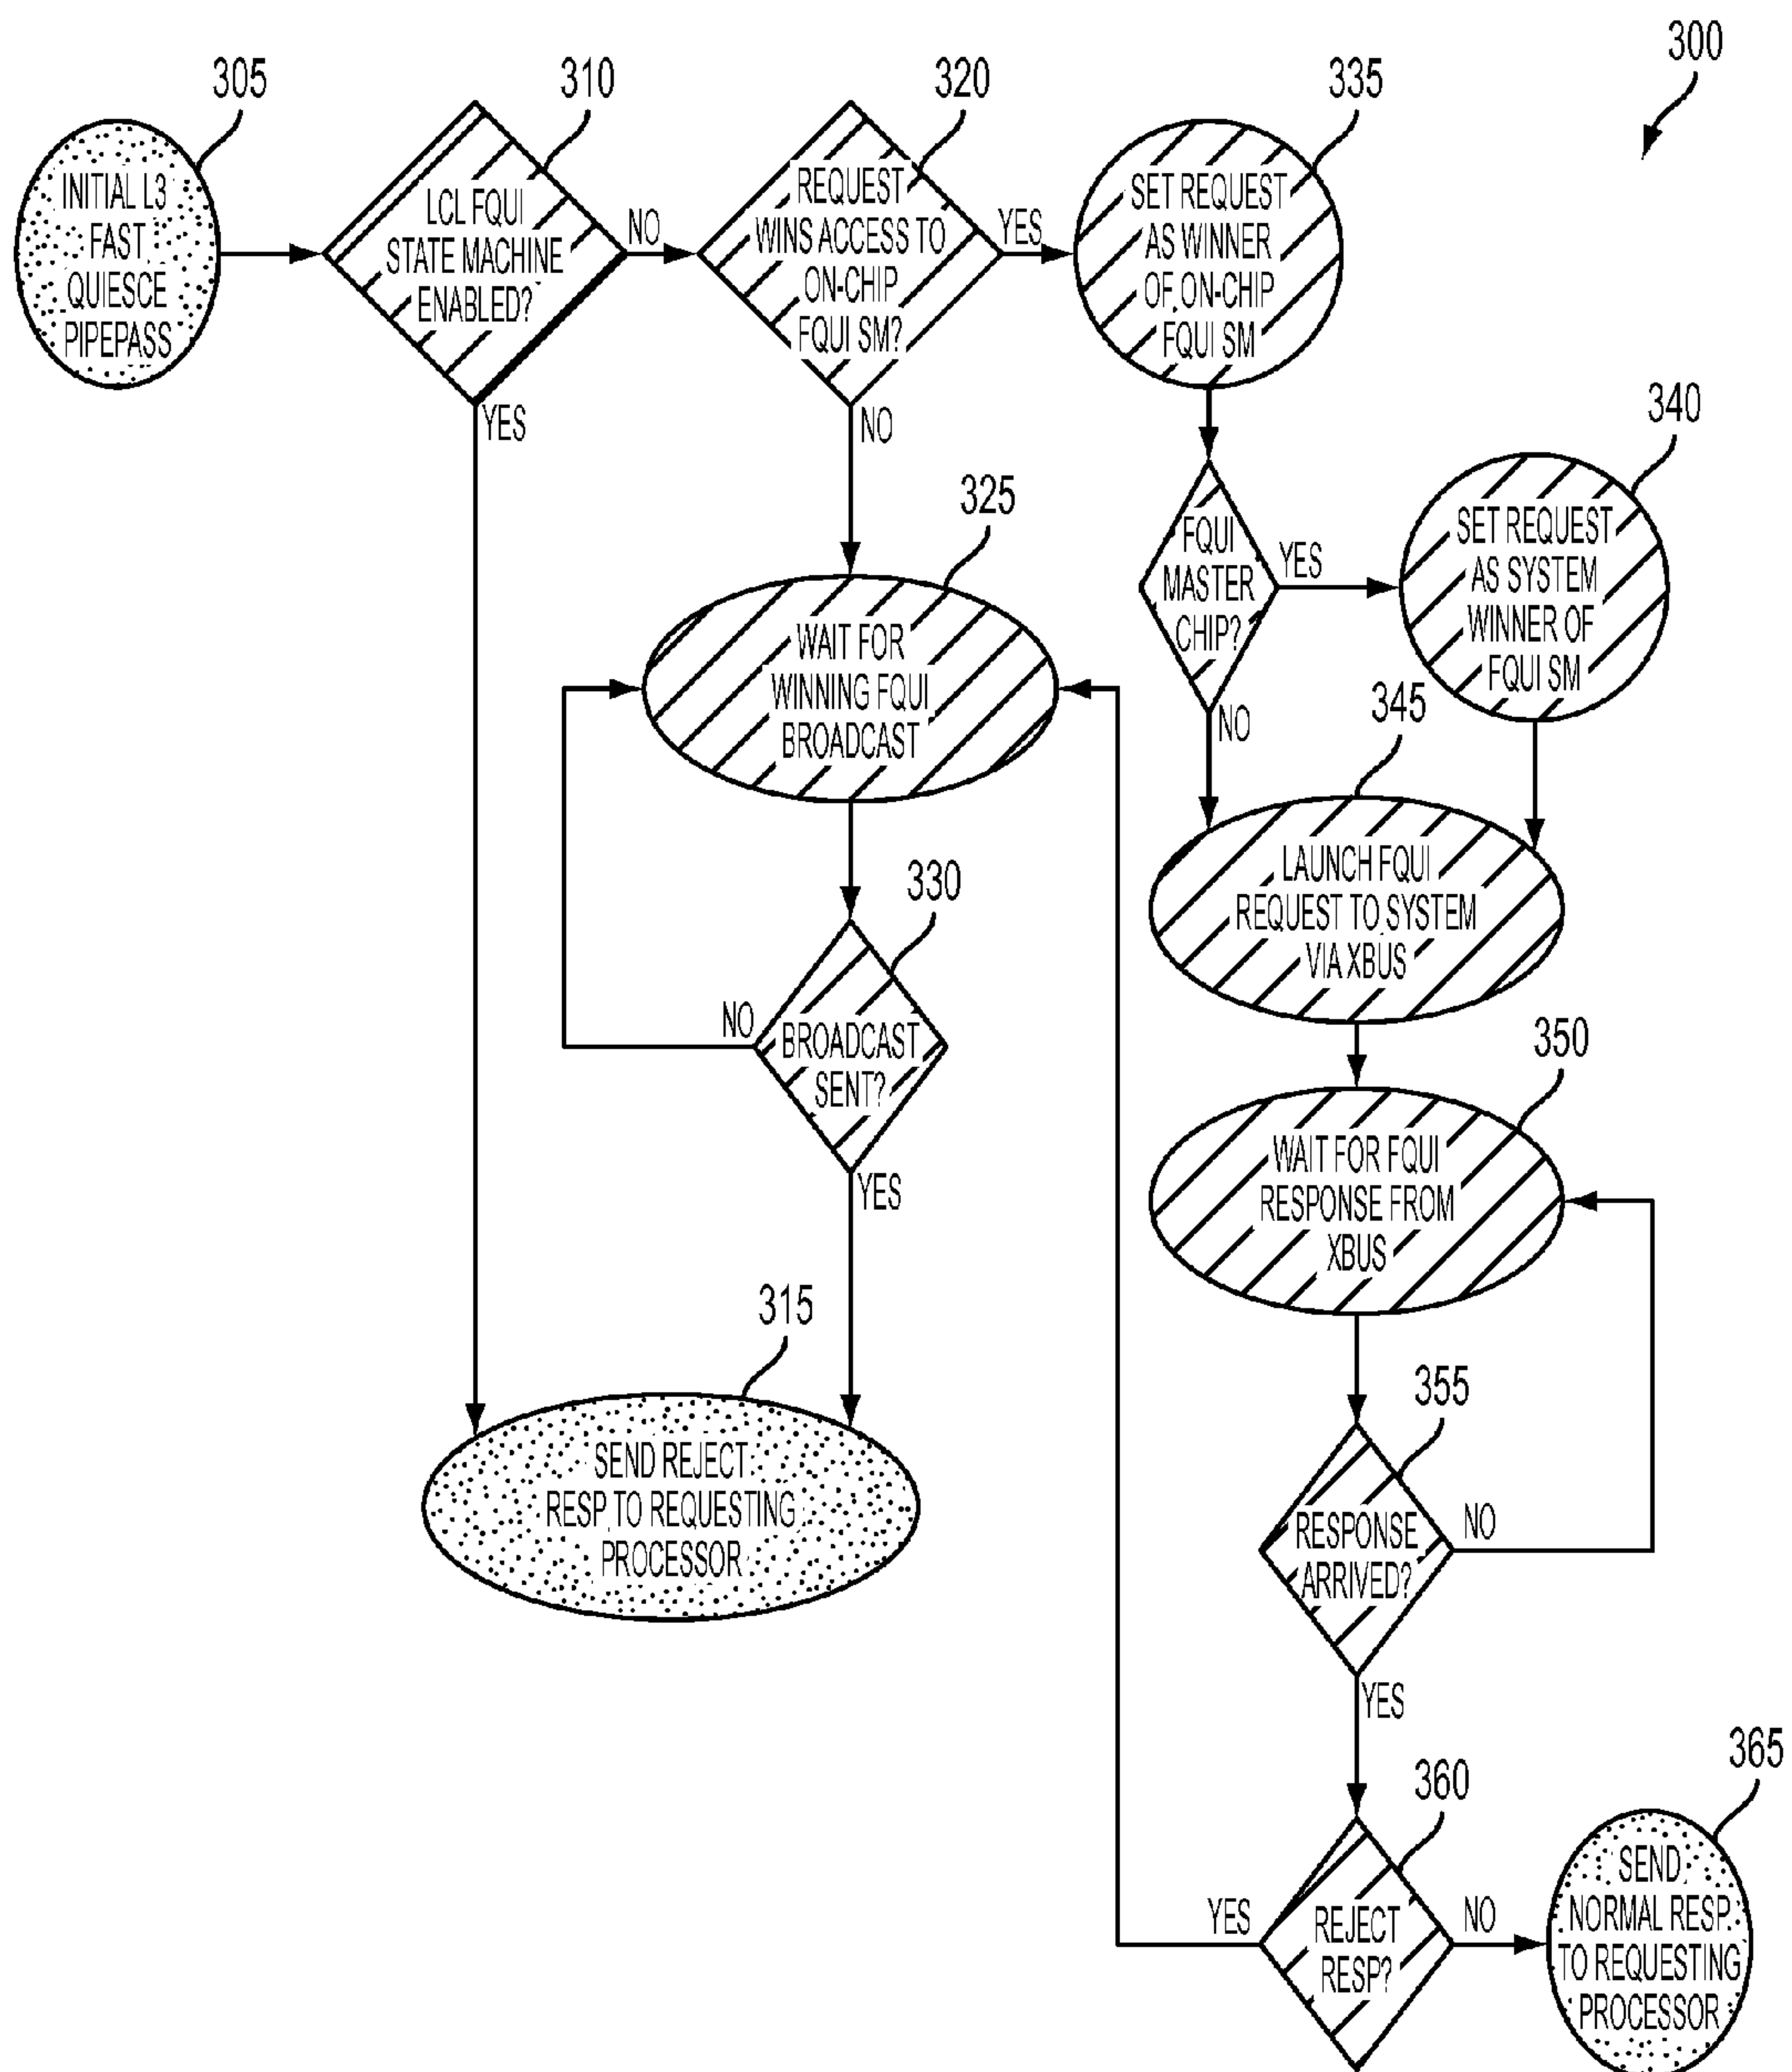 300
305
INITIAL L3
FAST
QUIESCE
PIPEPASS
310
LCL FQUI
STATE MACHINE
ENABLED?
NO
YES
320
REQUEST
WINS ACCESS TO
ON-CHIP
FQUI SM?
YES
NO
335
SET REQUEST
AS WINNER
OF ON-CHIP
FQUI SM
FQUI
MASTER
CHIP?
YES
NO
340
SET REQUEST
AS SYSTEM
WINNER OF
FQUI SM
325
WAIT FOR
WINNING FQUI
BROADCAST
330
BROADCAST
SENT?
NO
YES
315
SEND REJECT
RESP TO REQUESTING
PROCESSOR
345
LAUNCH FQUI
REQUEST TO SYSTEM
VIA XBUS
350
WAIT FOR FQUI
RESPONSE FROM
XBUS
355
RESPONSE
ARRIVED?
NO
YES
360
REJECT
RESP?
YES
NO
365
SEND
NORMAL RESP.
TO REQUESTING
PROCESSOR